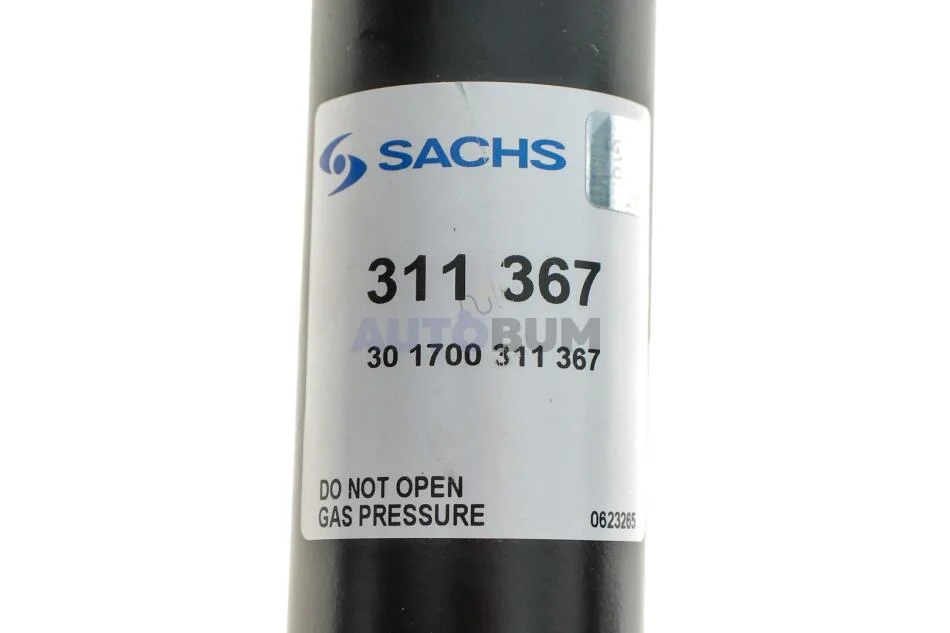 SACHS
311 367
AUTOBUM
30 1700 311 367
DO NOT OPEN
GAS PRESSURE
0623265